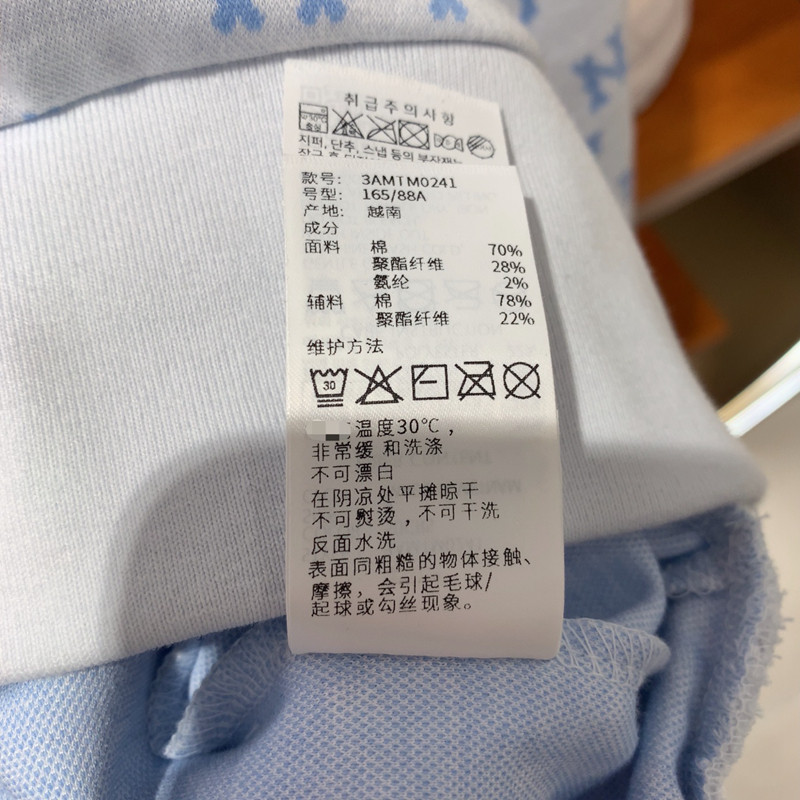 취급주의사항
지퍼, 단추, 스냅 등의 부자재는
款号: 3AMTM0241
号型: 165/88A
产地: 越南
成分
面料 棉 70%
聚酯纤维 28%
氨纶 2%
辅料 棉 78%
聚酯纤维 22%
维护方法
30
温度30℃，
非常缓 和洗涤
不可漂白
在阴凉处平摊晾干
不可熨烫，不可干洗
反面水洗
表面同粗糙的物体接触、
摩擦，会引起毛球/
起球或勾丝现象。